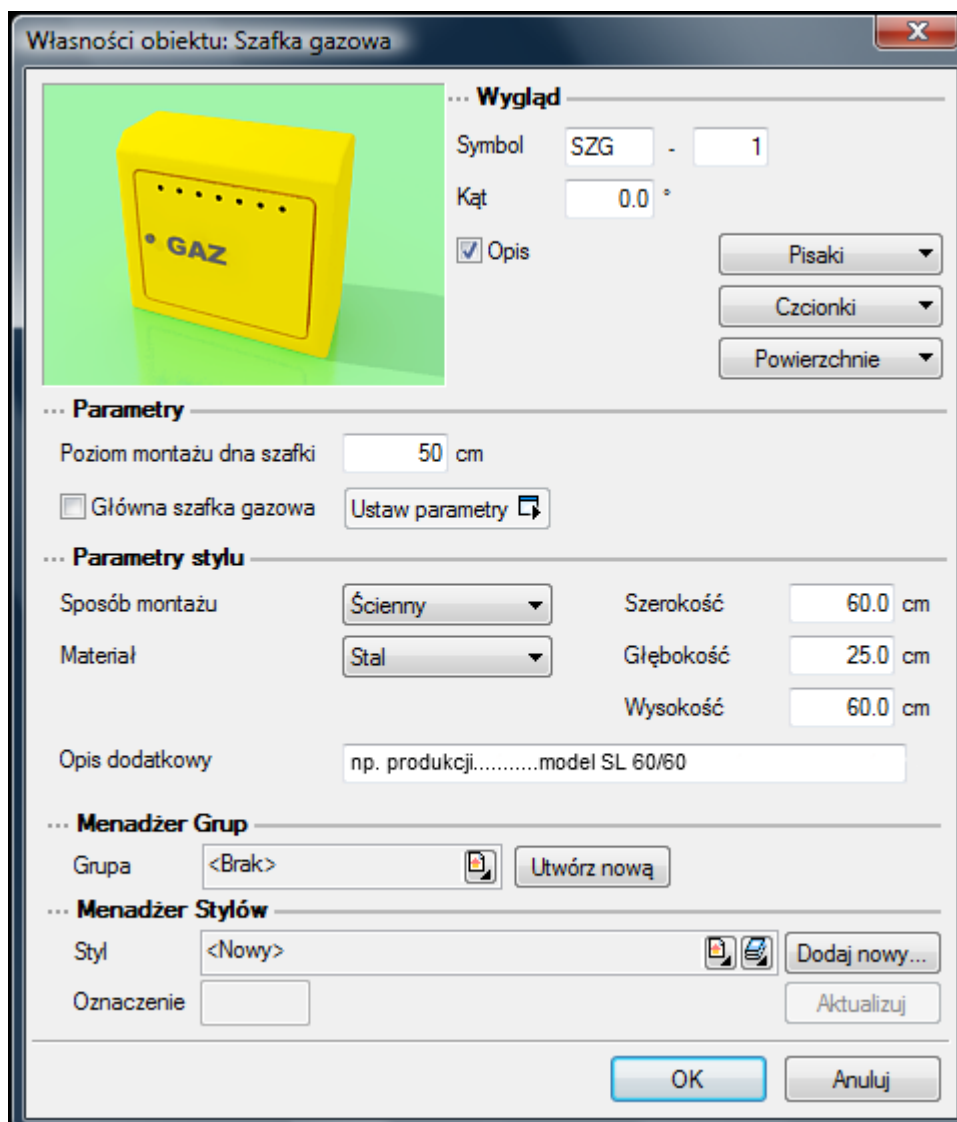 Własności obiektu: Szafka gazowa
GAZ
Wygląd
Symbol SZG - 1
Kąt 0.0 °
Opis
Pisaki
Czcionki
Powierzchnie
Parametry
Poziom montażu dna szafki 50 cm
Główna szafka gazowa Ustaw parametry
Parametry stylu
Sposób montażu Ścienny Szerokość 60.0 cm
Materiał Stal Głębokość 25.0 cm
Wysokość 60.0 cm
Opis dodatkowy np. produkcji...........model SL 60/60
Menadżer Grup
Grupa <Brak> Utwórz nową
Menadżer Stylów
Styl <Nowy> Dodaj nowy...
Oznaczenie Aktualizuj
OK Anuluj